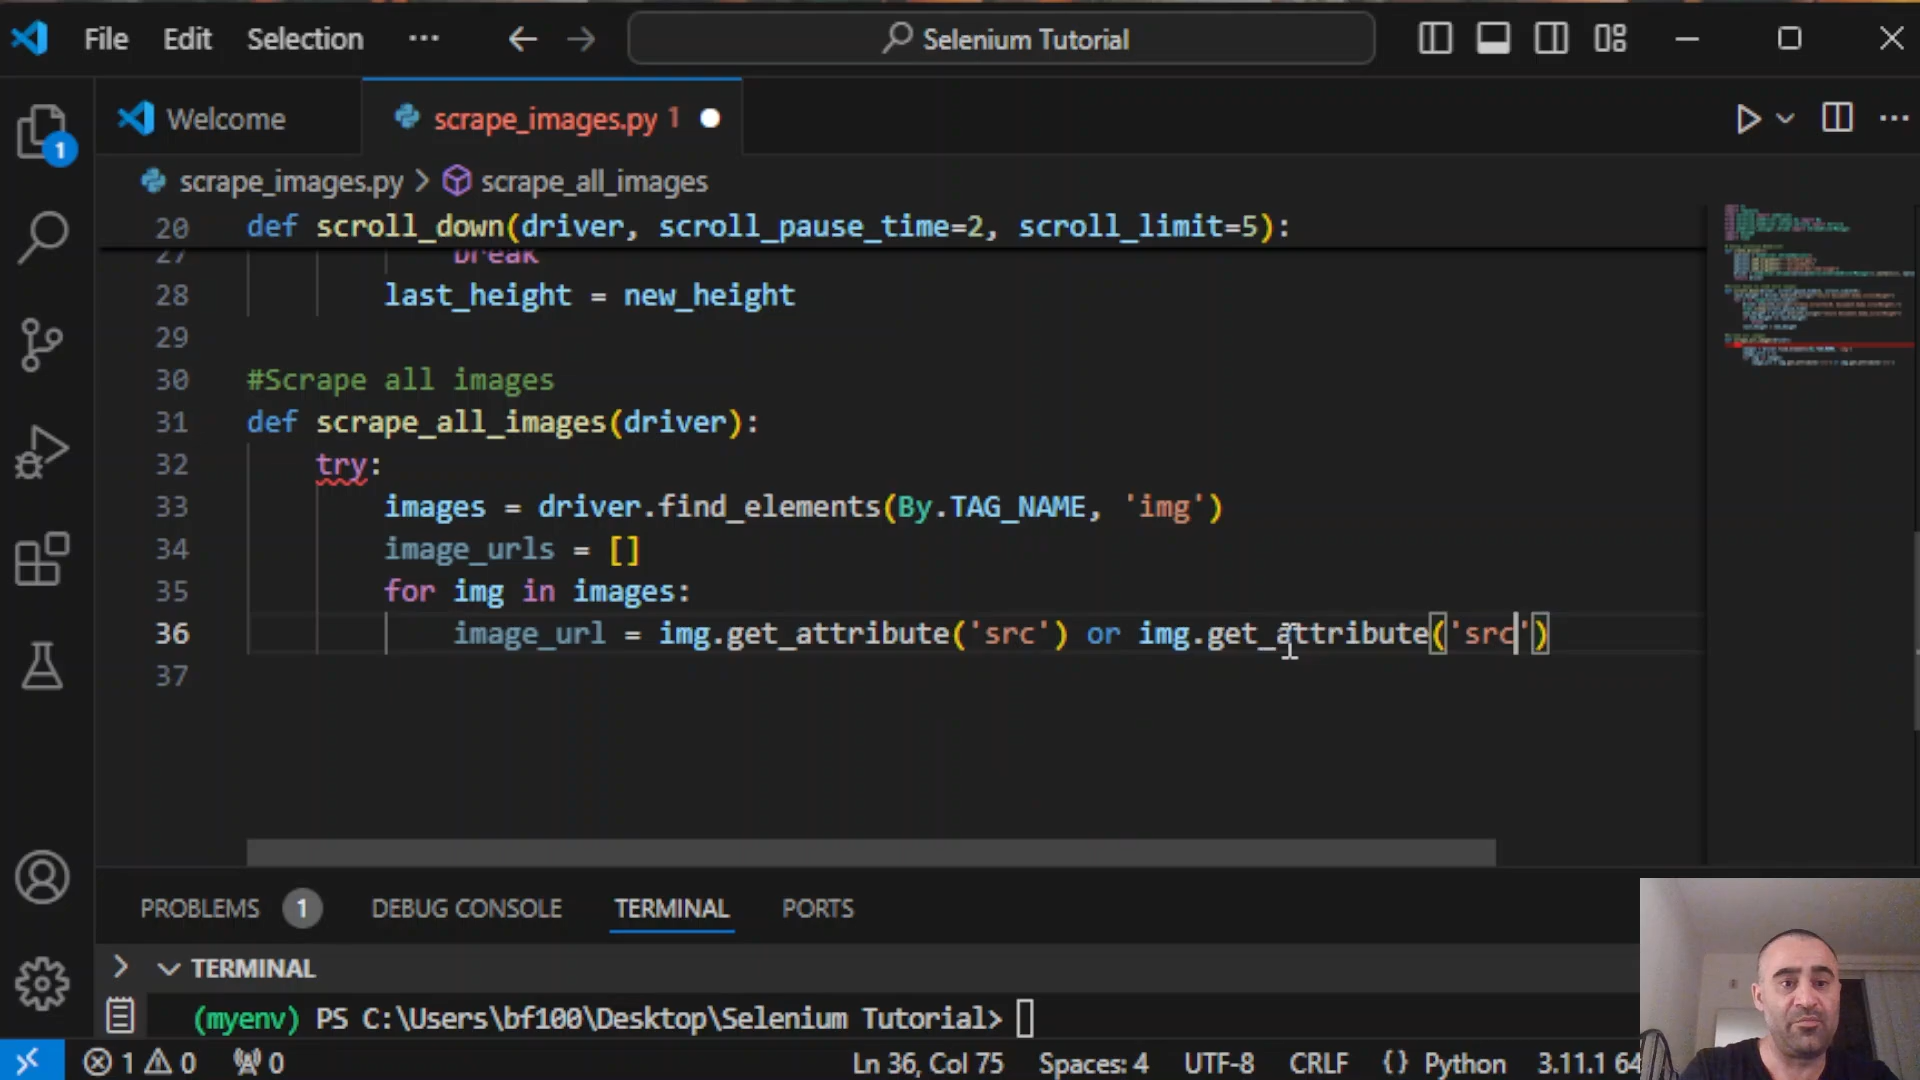 File Edit Selection ··· Selenium Tutorial
Welcome scrape_images.py 1
1
scrape_images.py > scrape_all_images
20 def scroll_down(driver, scroll_pause_time=2, scroll_limit=5):
27 break
28 last_height = new_height
29
30 #Scrape all images
31 def scrape_all_images(driver):
32 try:
33 images = driver.find_elements(By.TAG_NAME, 'img')
34 image_urls = []
35 for img in images:
36 image_url = img.get_attribute('src') or img.get_attribute('src')
37
PROBLEMS 1 DEBUG CONSOLE TERMINAL PORTS
TERMINAL
(myenv) PS C:\Users\bf100\Desktop\Selenium Tutorial>
1 0 0 Ln 36, Col 75 Spaces: 4 UTF-8 CRLF {} Python 3.11.1 64